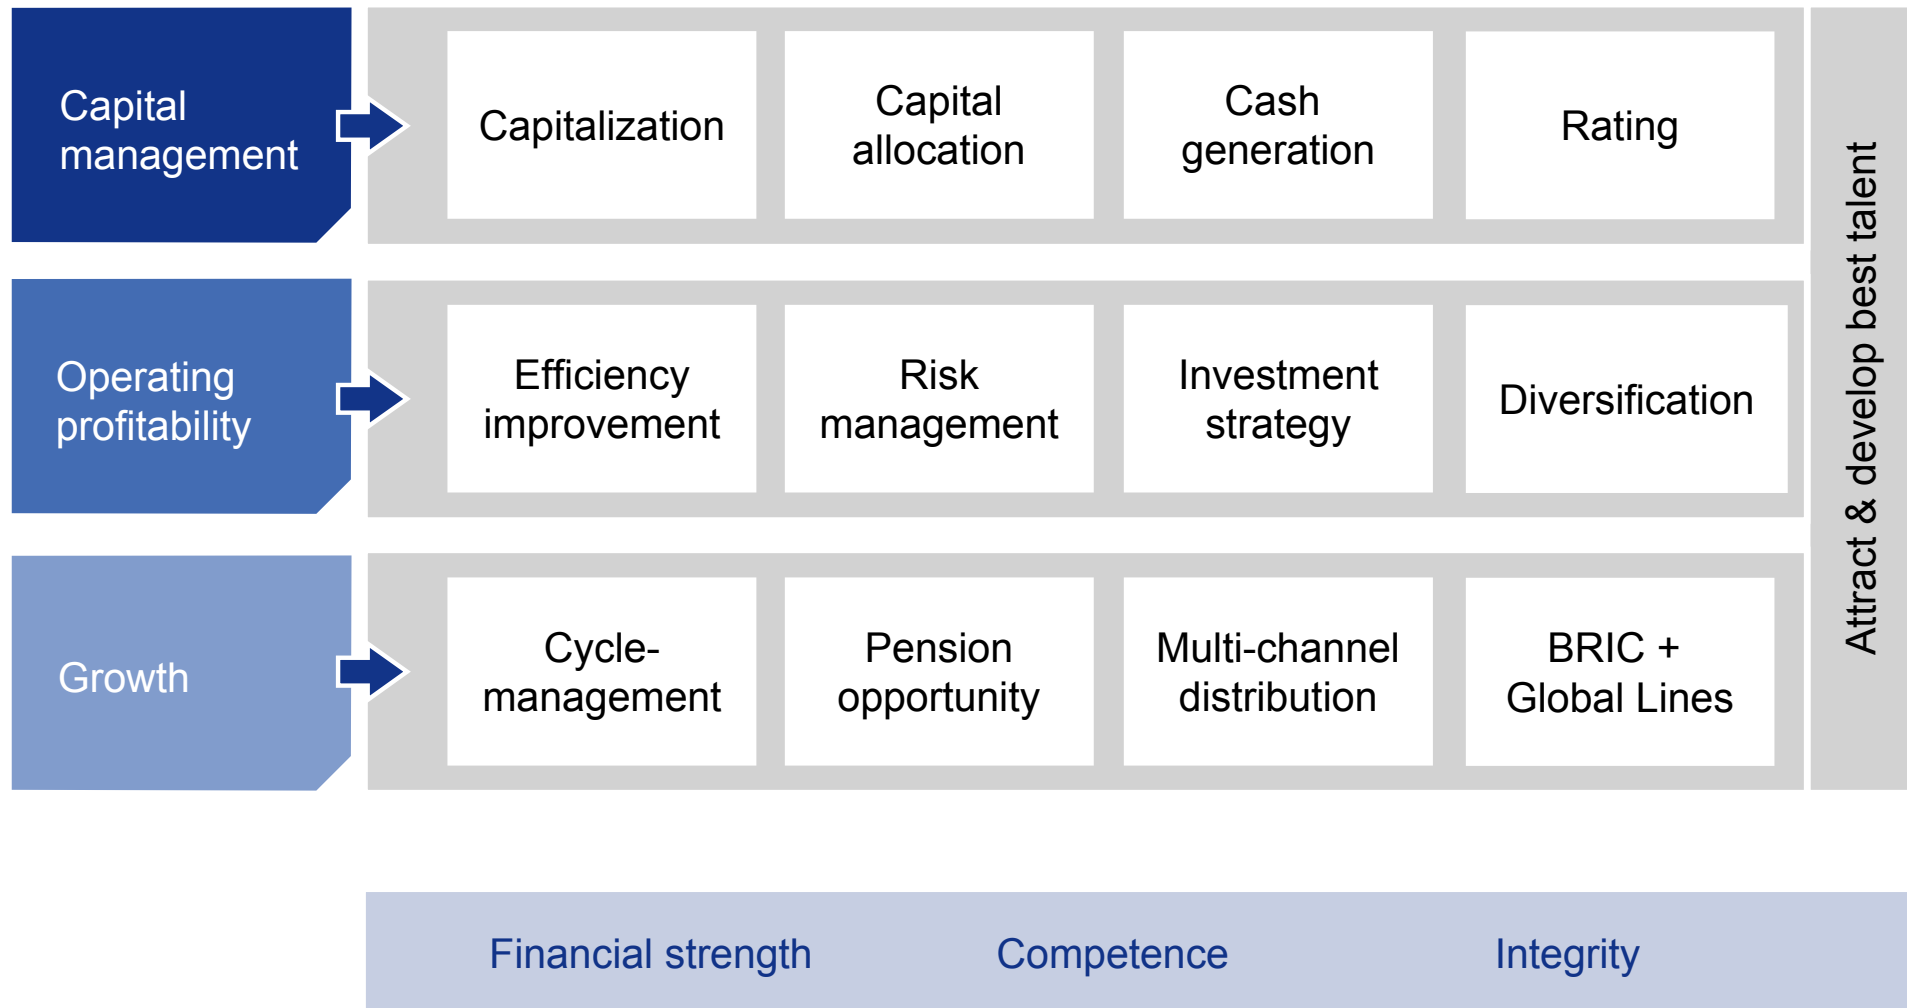 Capital
management
Capitalization
Capital
allocation
Cash
generation
Rating
Operating
profitability
Efficiency
improvement
Risk
management
Investment
strategy
Diversification
Growth
Cycle-
management
Pension
opportunity
Multi-channel
distribution
BRIC +
Global Lines
Attract & develop best talent
Financial strength
Competence
Integrity